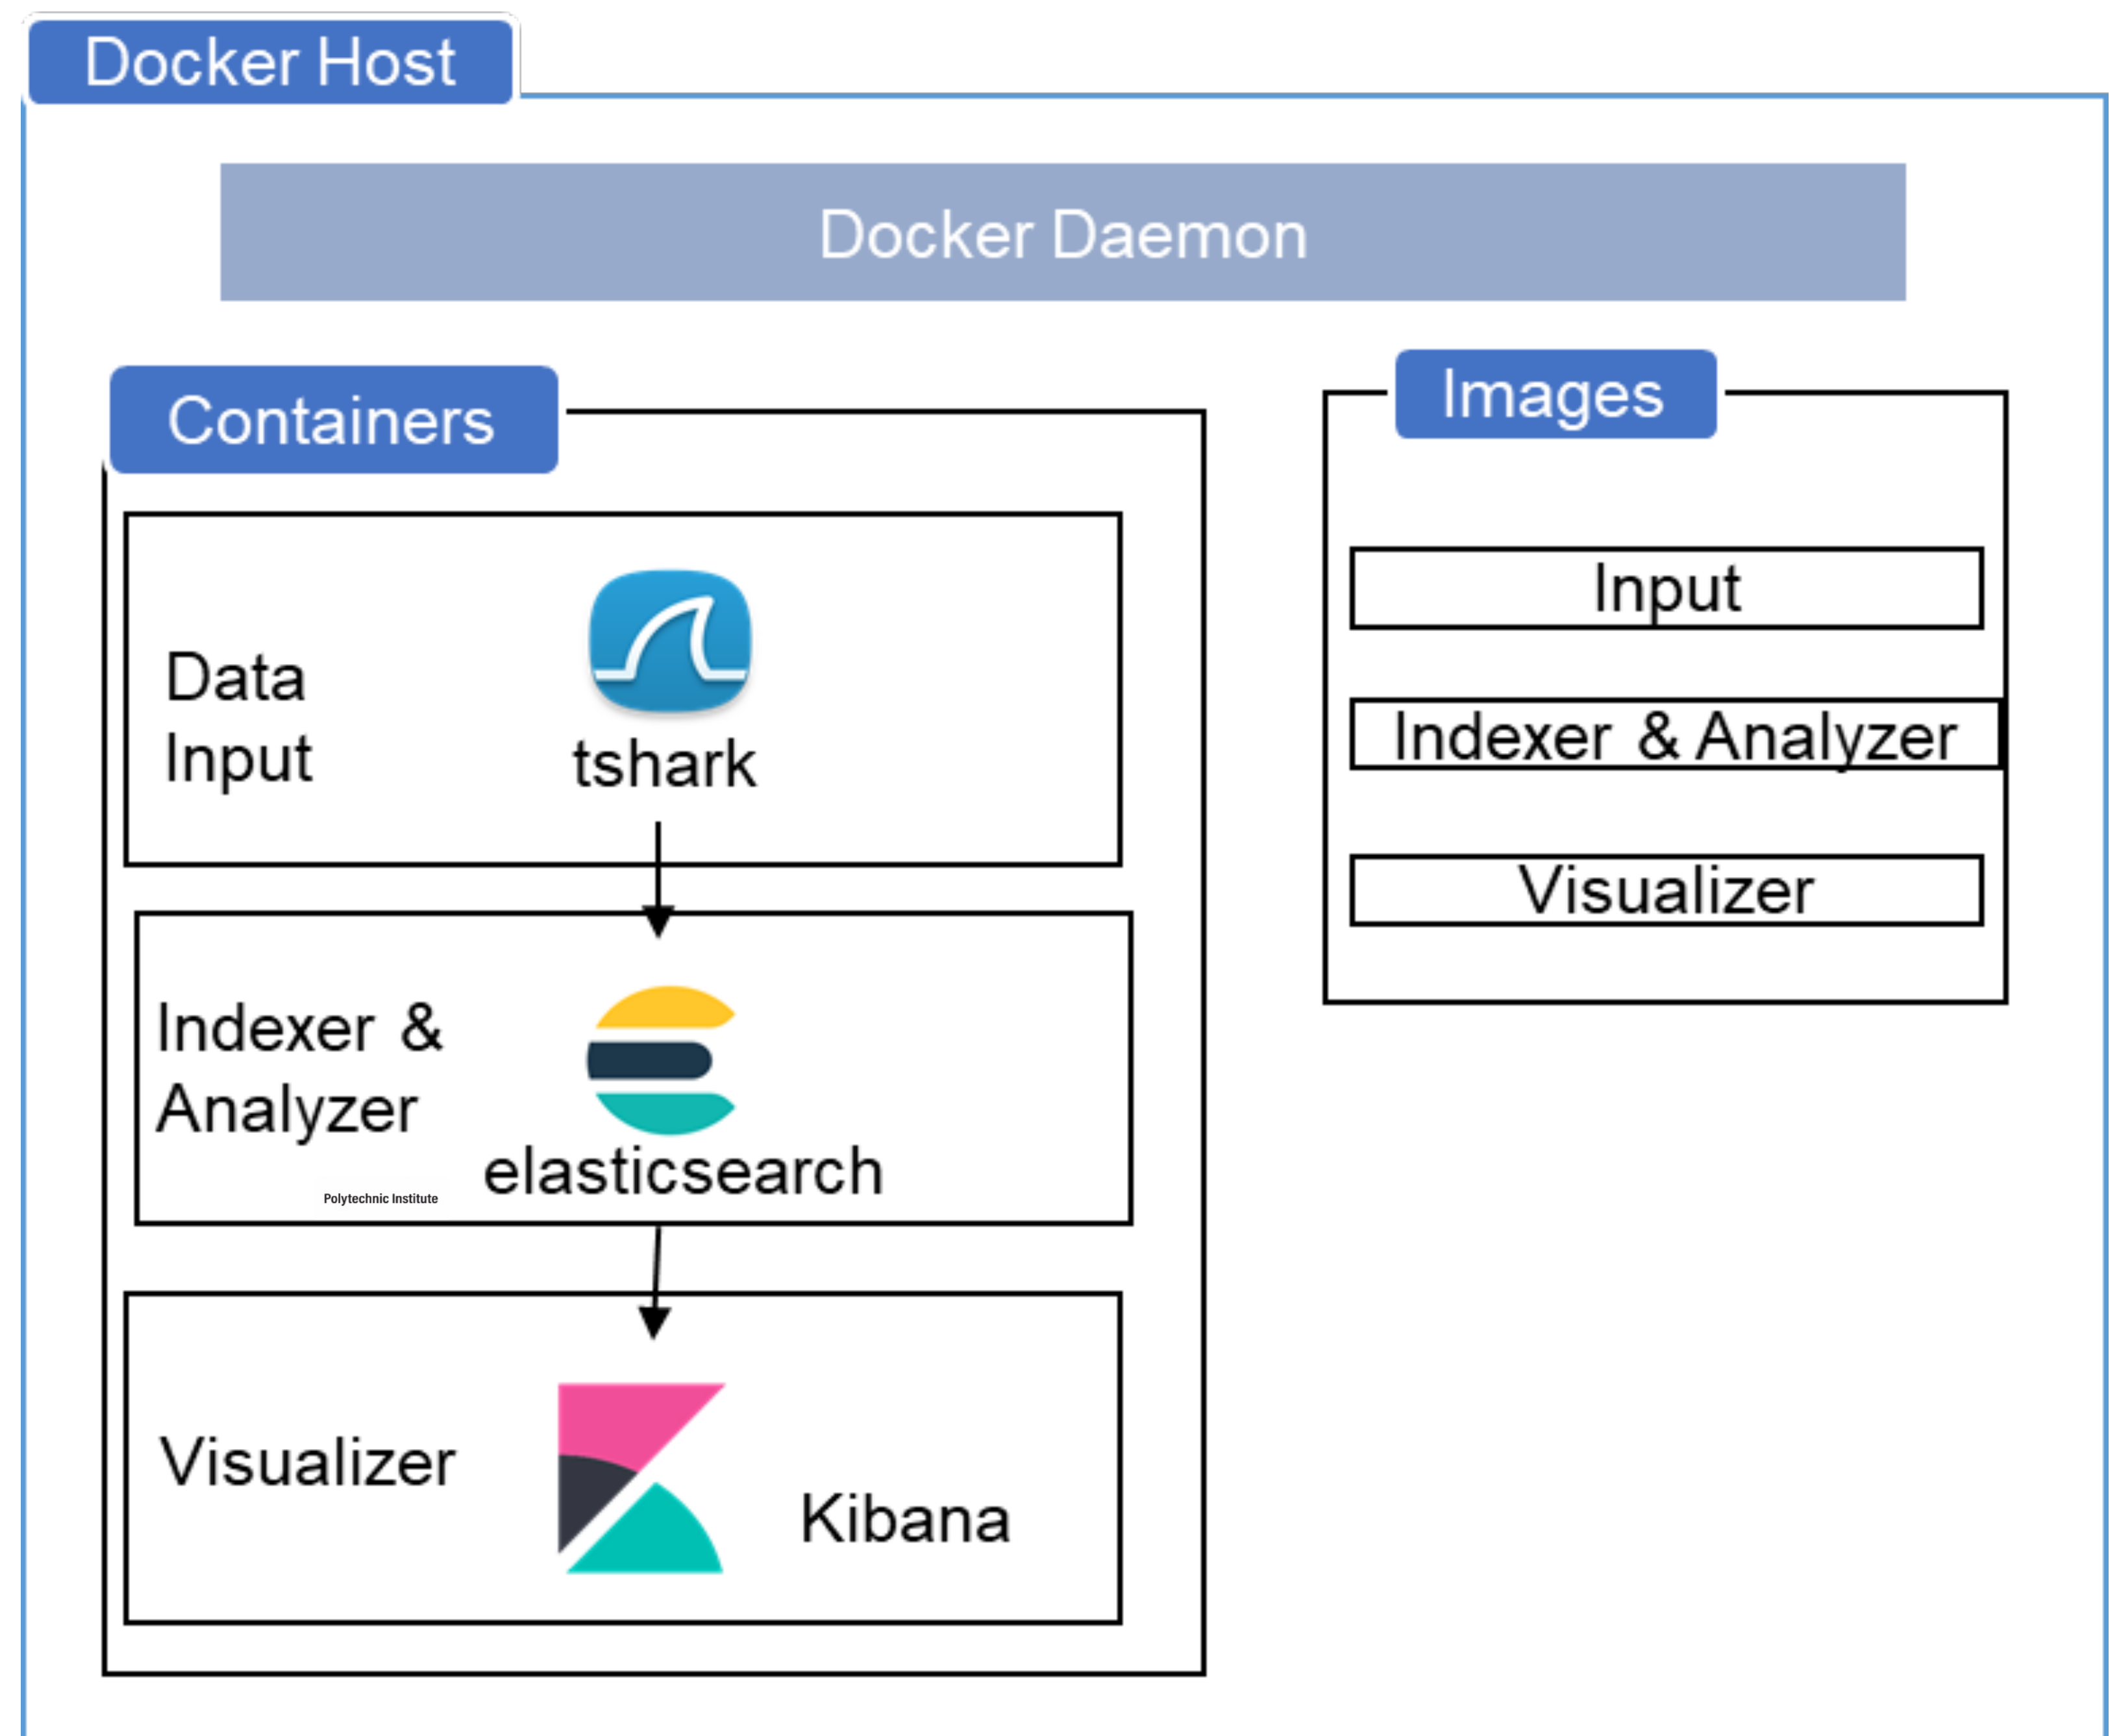 Docker Host
Docker Daemon
Containers
Data
Input
tshark
Indexer &
Analyzer
elasticsearch
Polytechnic Institute
Visualizer
Kibana
Images
Input
Indexer & Analyzer
Visualizer